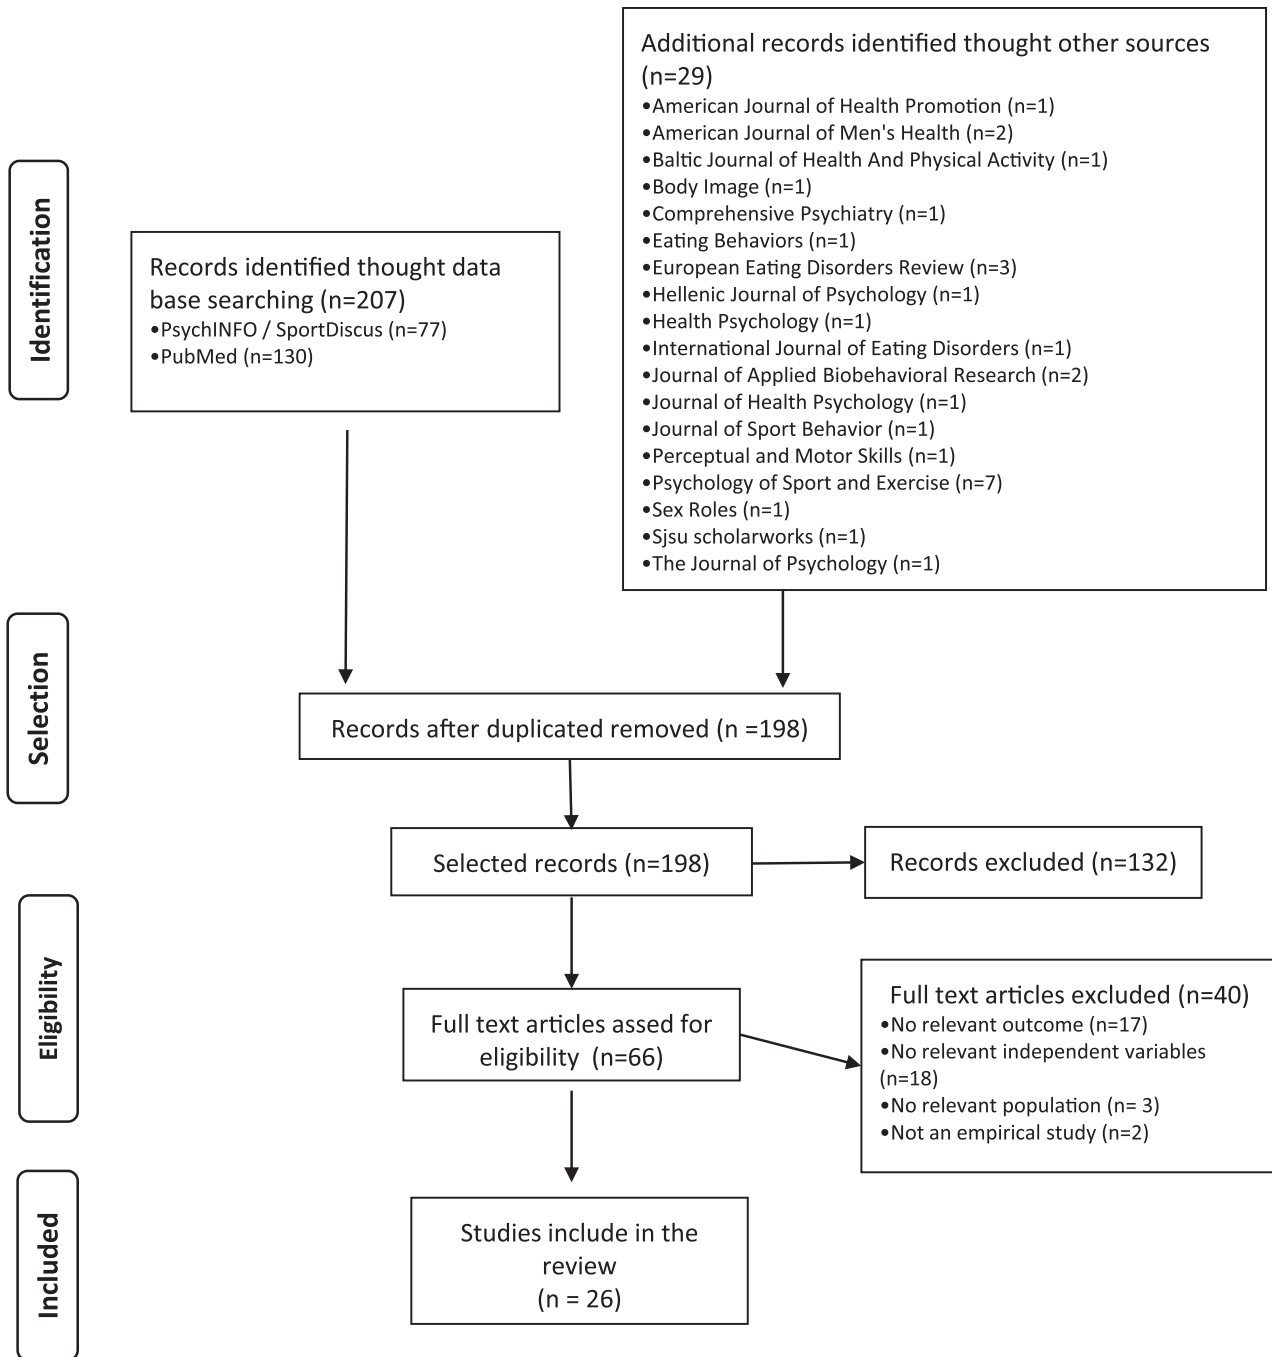 Identification
Records identified thought data
base searching (n=207)
•PsychINFO / SportDiscus (n=77)
•PubMed (n=130)
Additional records identified thought other sources
(n=29)
•American Journal of Health Promotion (n=1)
•American Journal of Men's Health (n=2)
•Baltic Journal of Health And Physical Activity (n=1)
•Body Image (n=1)
•Comprehensive Psychiatry (n=1)
•Eating Behaviors (n=1)
•European Eating Disorders Review (n=3)
•Hellenic Journal of Psychology (n=1)
•Health Psychology (n=1)
•International Journal of Eating Disorders (n=1)
•Journal of Applied Biobehavioral Research (n=2)
•Journal of Health Psychology (n=1)
•Journal of Sport Behavior (n=1)
•Perceptual and Motor Skills (n=1)
•Psychology of Sport and Exercise (n=7)
•Sex Roles (n=1)
•Sjsu scholarworks (n=1)
•The Journal of Psychology (n=1)
Selection
Records after duplicated removed (n =198)
Selected records (n=198)
Records excluded (n=132)
Eligibility
Full text articles assed for
eligibility (n=66)
Full text articles excluded (n=40)
•No relevant outcome (n=17)
•No relevant independent variables
(n=18)
•No relevant population (n= 3)
•Not an empirical study (n=2)
Included
Studies include in the
review
(n = 26)